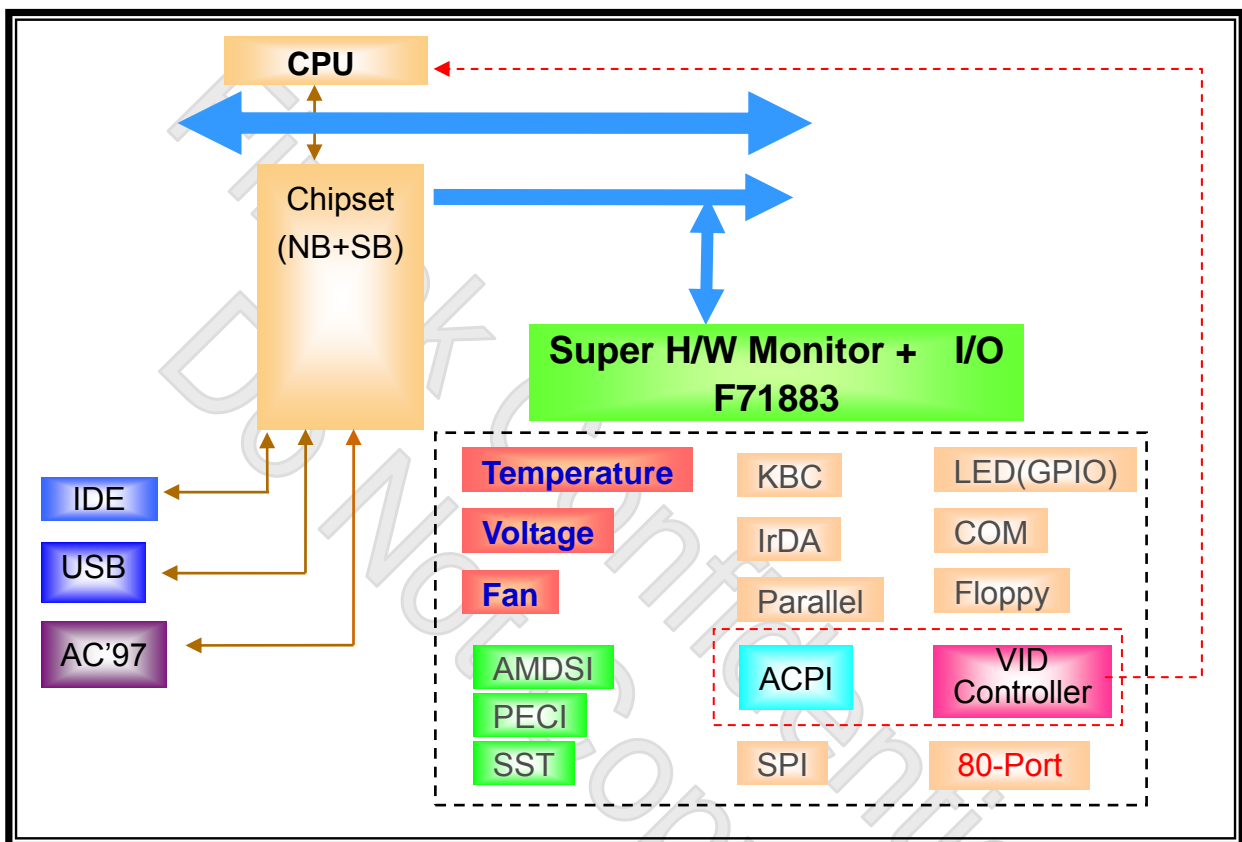 CPU
Chipset
(NB+SB)
Super H/W Monitor + I/O
F71883
IDE
USB
AC’97
Temperature
Voltage
Fan
KBC
IrDA
Parallel
LED(GPIO)
COM
Floppy
AMDSI
PECI
SST
ACPI
VID
Controller
SPI
80-Port